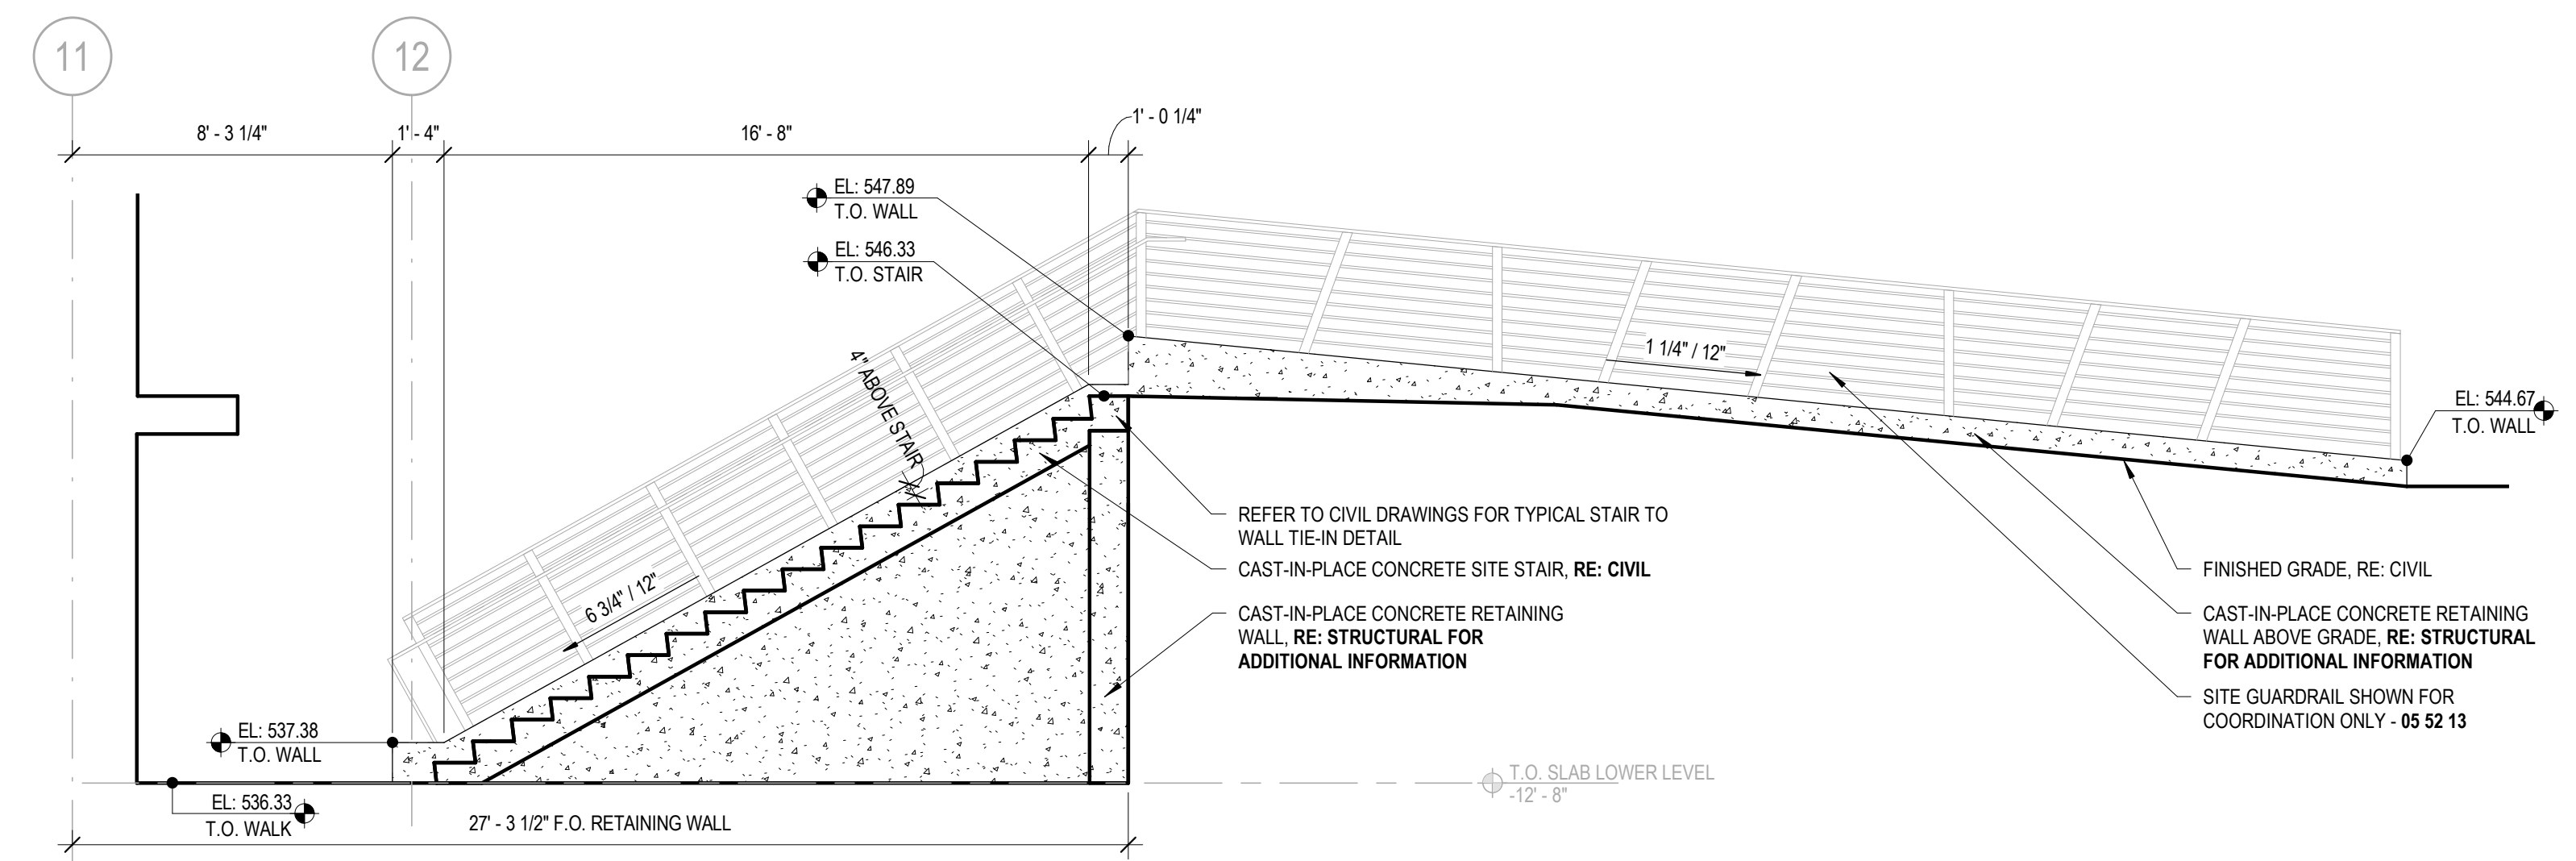 11
12
8' - 3 1/4"
1' - 4"
16' - 8"
1' - 0 1/4"
EL: 547.89
T.O. WALL
EL: 546.33
T.O. STAIR
4" ABOVE STAIR
1 1/4" / 12"
6 3/4" / 12"
EL: 544.67
T.O. WALL
EL: 537.38
T.O. WALL
EL: 536.33
T.O. WALK
27' - 3 1/2" F.O. RETAINING WALL
REFER TO CIVIL DRAWINGS FOR TYPICAL STAIR TO
WALL TIE-IN DETAIL
CAST-IN-PLACE CONCRETE SITE STAIR, RE: CIVIL
CAST-IN-PLACE CONCRETE RETAINING
WALL, RE: STRUCTURAL FOR
ADDITIONAL INFORMATION
T.O. SLAB LOWER LEVEL
-12' - 8"
FINISHED GRADE, RE: CIVIL
CAST-IN-PLACE CONCRETE RETAINING
WALL ABOVE GRADE, RE: STRUCTURAL
FOR ADDITIONAL INFORMATION
SITE GUARDRAIL SHOWN FOR
COORDINATION ONLY - 05 52 13